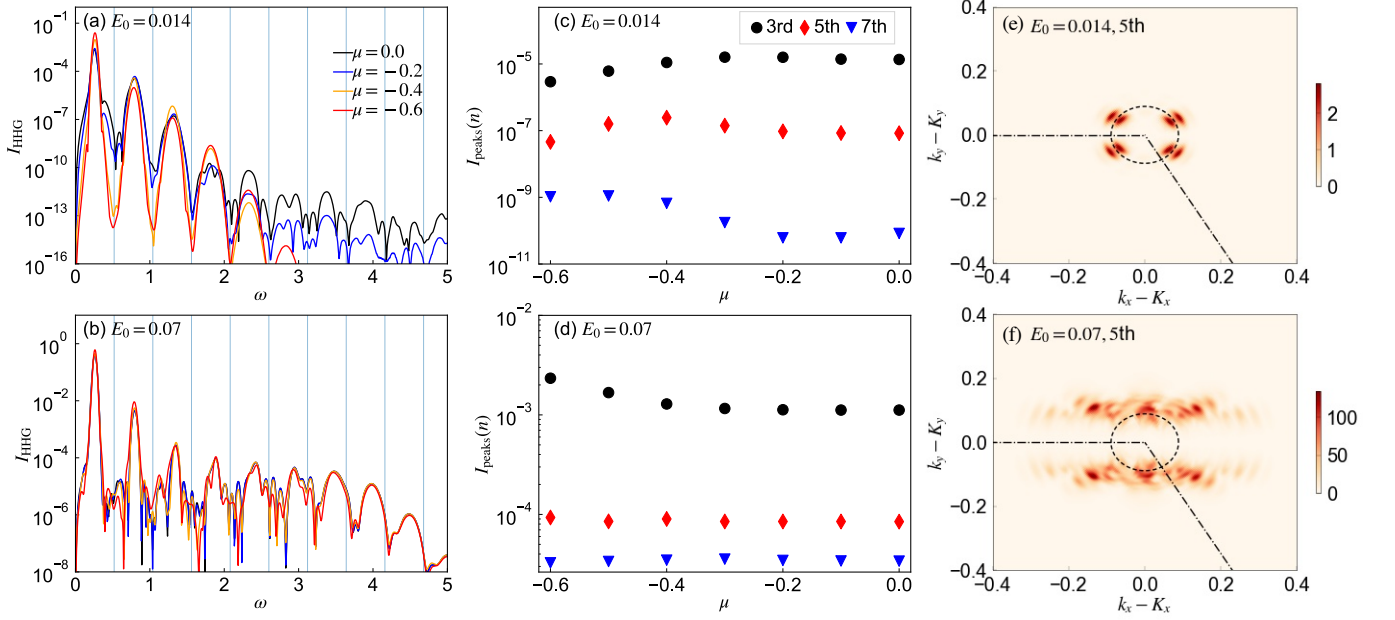 (a) E₀ = 0.014
I_HHG
10⁻¹
10⁻⁴
10⁻⁷
10⁻¹⁰
10⁻¹³
10⁻¹⁶
μ = 0.0
μ = −0.2
μ = −0.4
μ = −0.6
0 1 2 3 4 5
ω
(c) E₀ = 0.014
3rd 5th 7th
I_peaks(n)
10⁻⁵
10⁻⁷
10⁻⁹
10⁻¹¹
−0.6 −0.4 −0.2 0.0
μ
(e) E₀ = 0.014, 5th
k_y − K_y
0.4
0.2
0.0
−0.2
−0.4
−0.4 −0.2 0.0 0.2 0.4
k_x − K_x
2
1
0
(b) E₀ = 0.07
I_HHG
10⁰
10⁻²
10⁻⁴
10⁻⁶
10⁻⁸
0 1 2 3 4 5
ω
(d) E₀ = 0.07
I_peaks(n)
10⁻²
10⁻³
10⁻⁴
−0.6 −0.4 −0.2 0.0
μ
(f) E₀ = 0.07, 5th
k_y − K_y
0.4
0.2
0.0
−0.2
−0.4
−0.4 −0.2 0.0 0.2 0.4
k_x − K_x
100
50
0